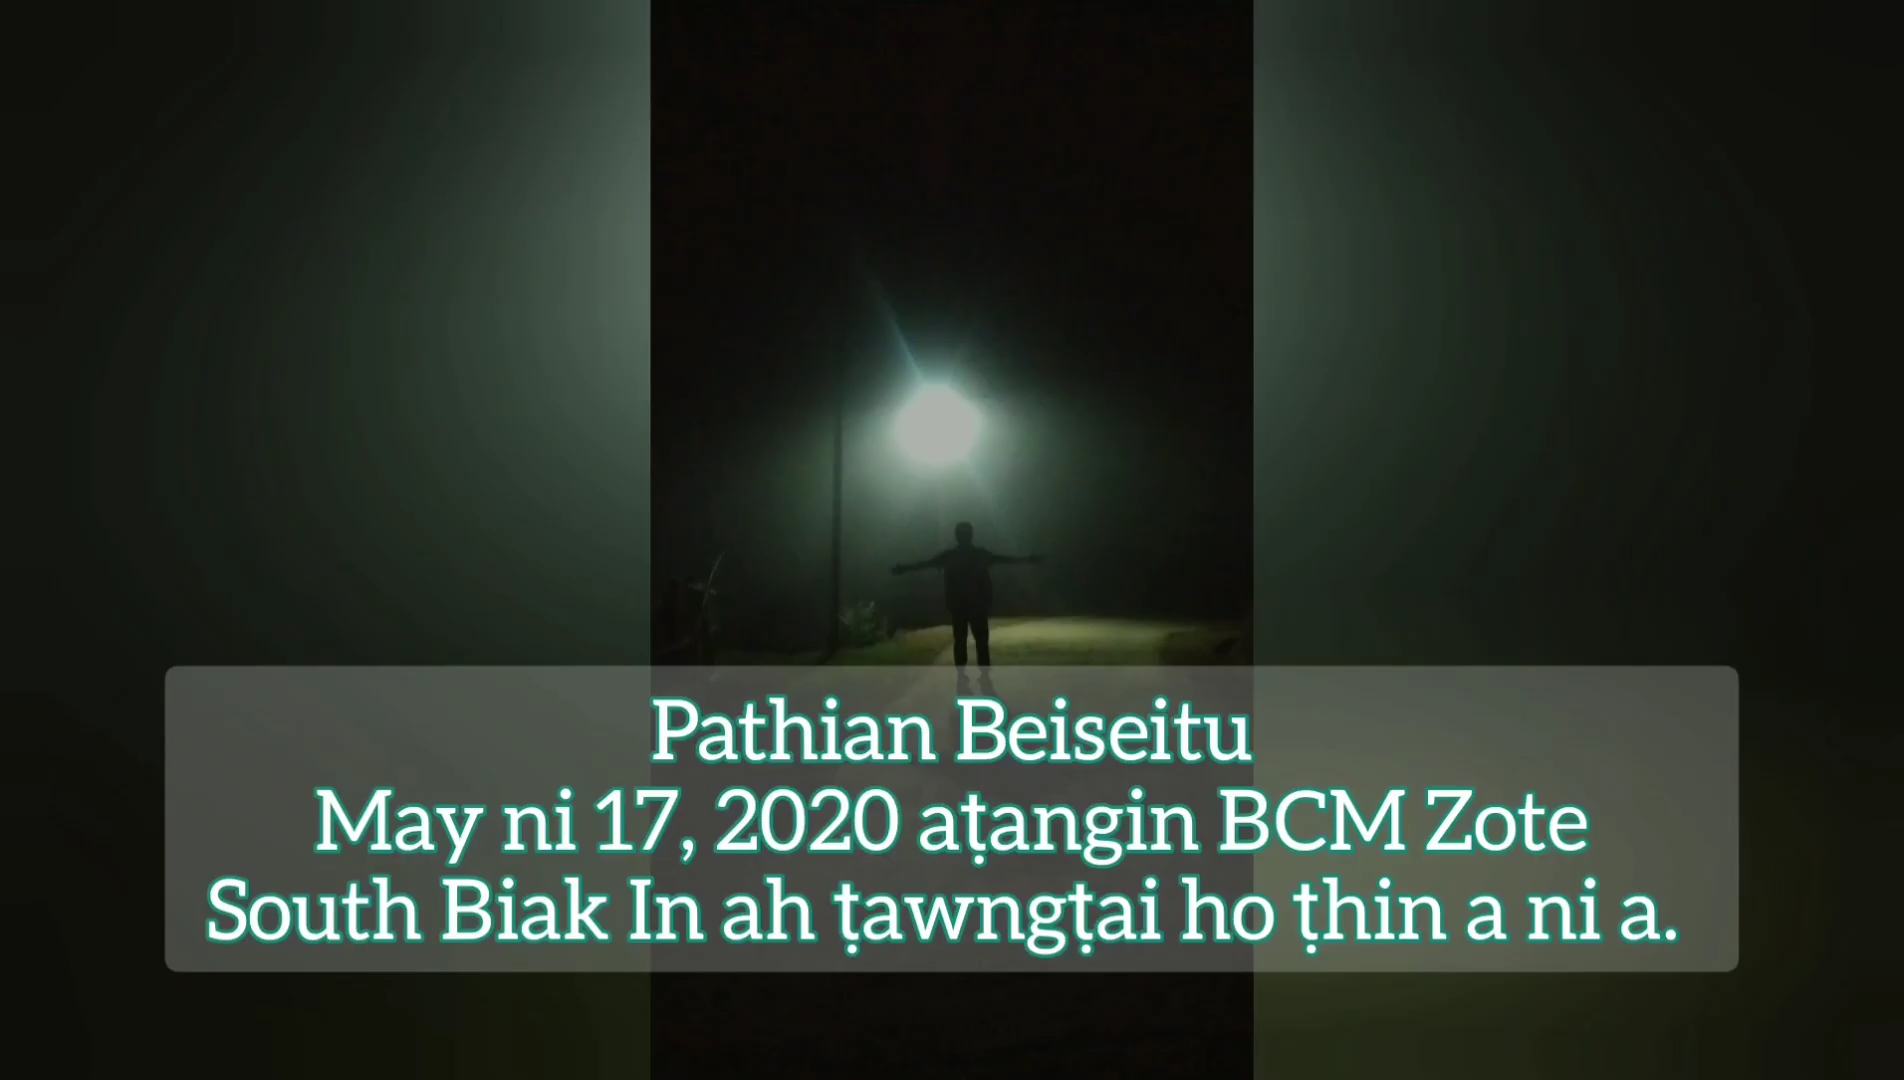 Pathian Beiseitu
May ni 17, 2020 aṭangin BCM Zote
South Biak In ah ṭawngṭai ho ṭhin a ni a.